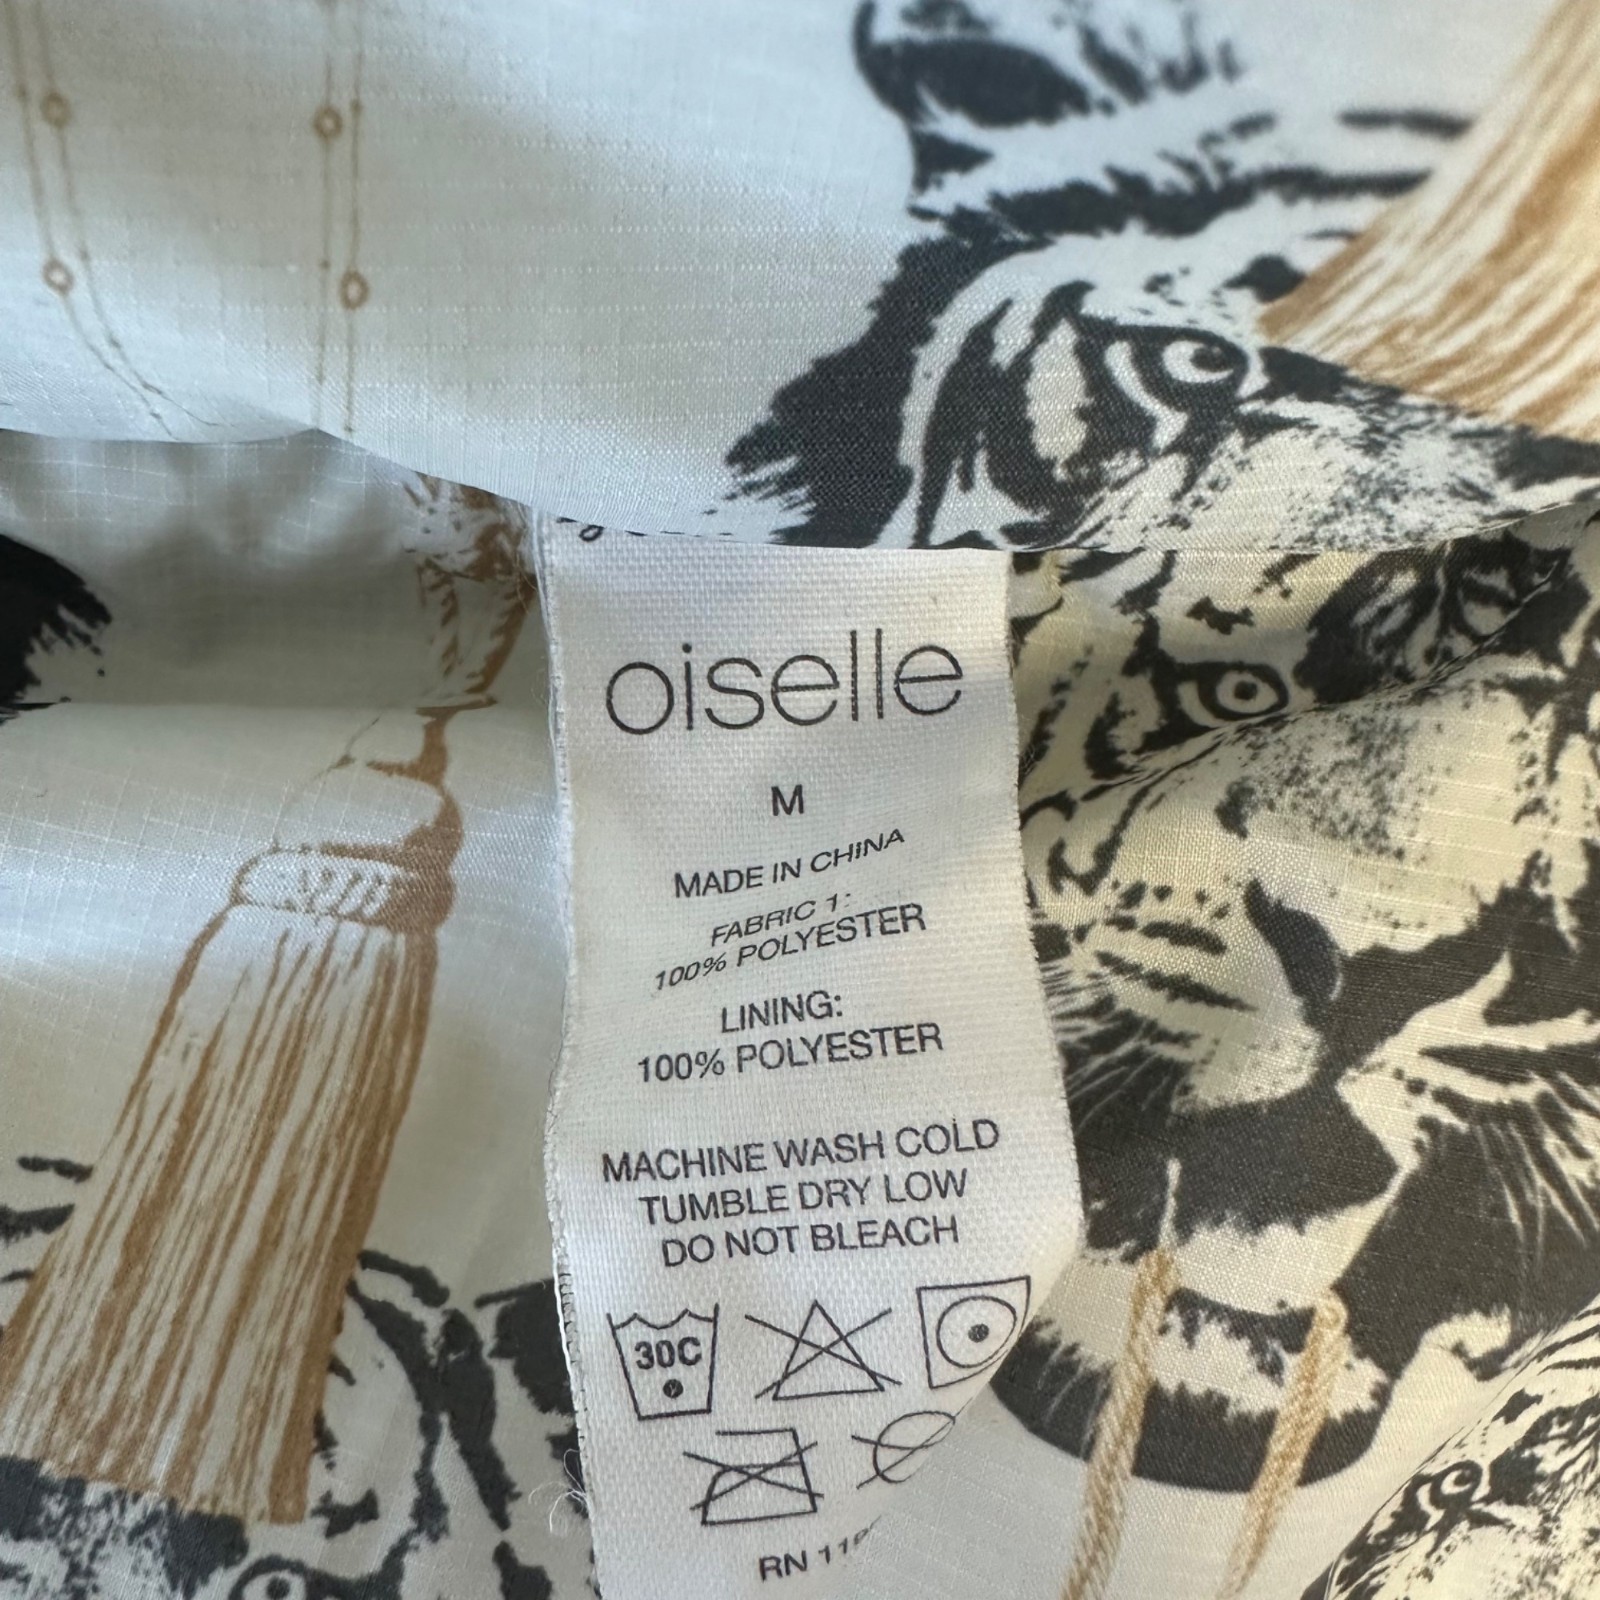 oiselle
M
MADE IN CHINA
FABRIC 1:
100% POLYESTER
LINING:
100% POLYESTER
MACHINE WASH COLD
TUMBLE DRY LOW
DO NOT BLEACH
30C
RN